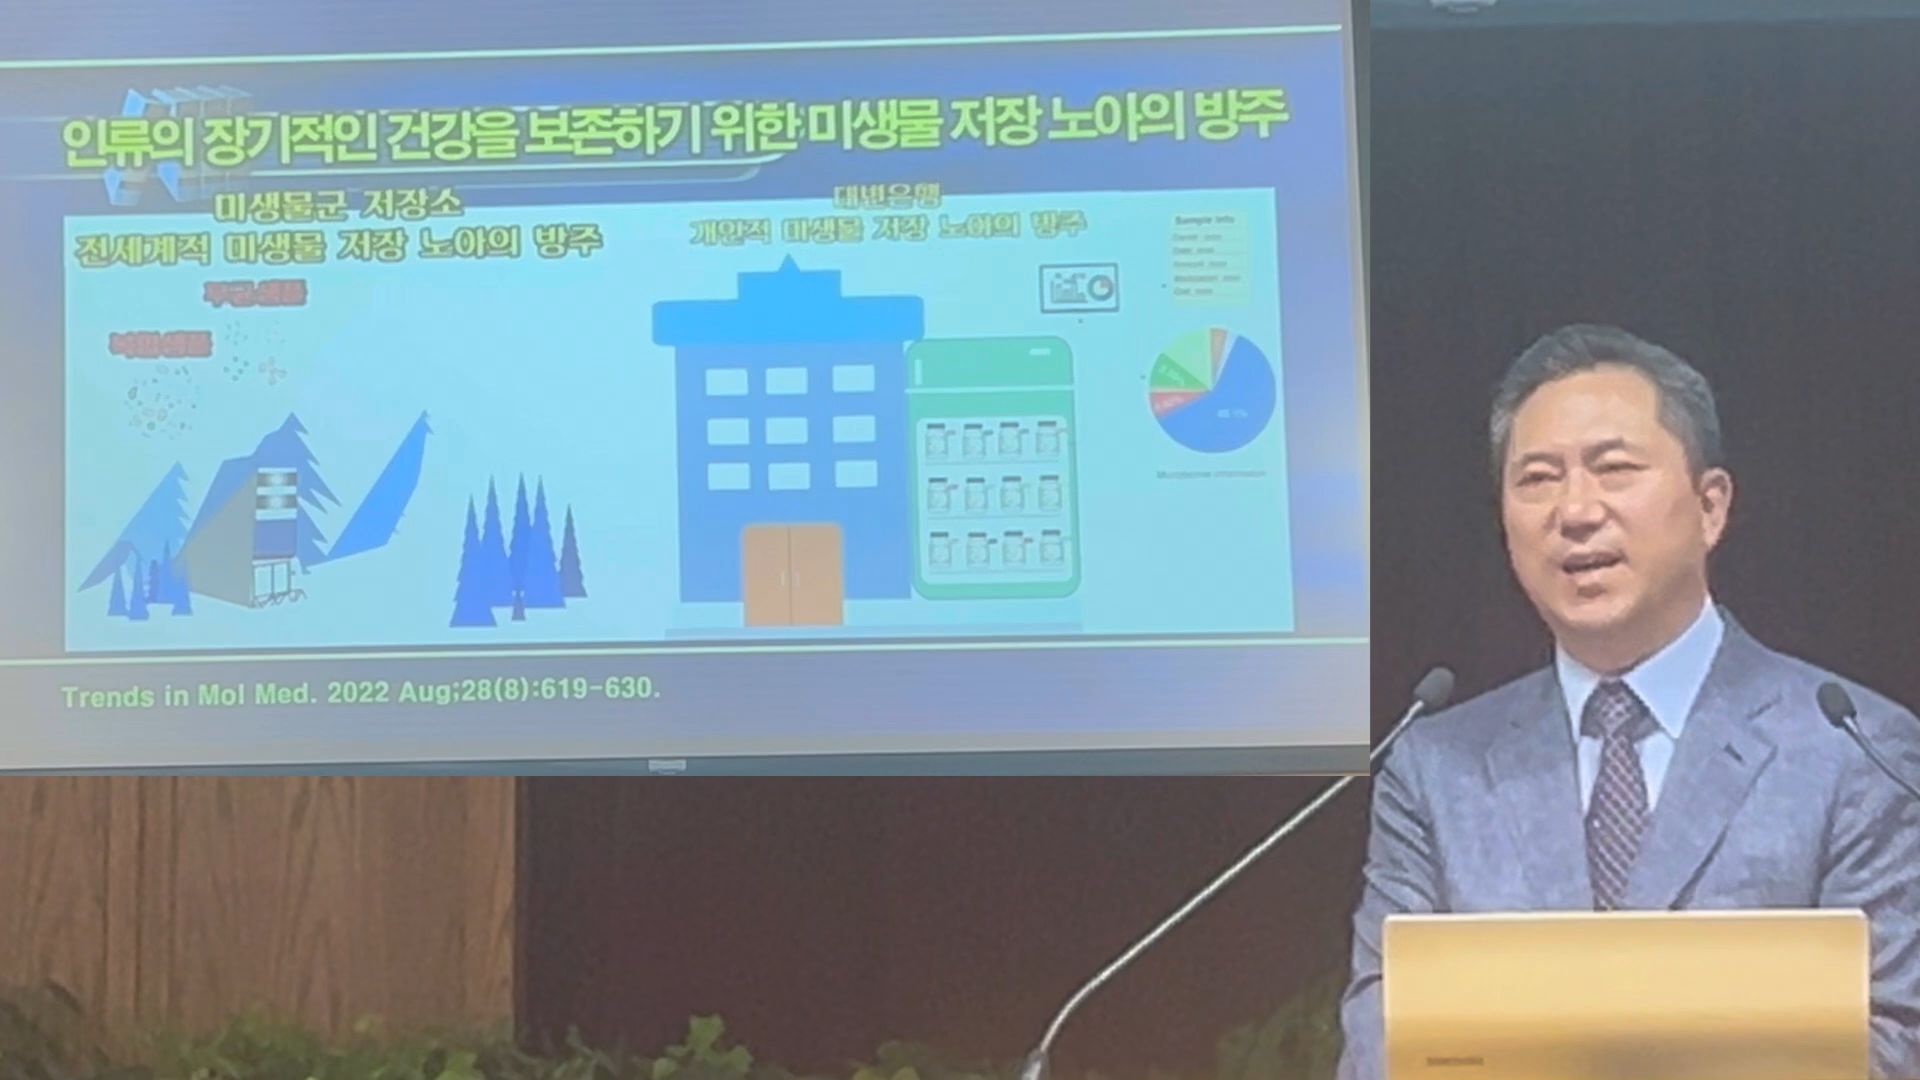 인류의 장기적인 건강을 보존하기 위한 미생물 저장 노아의 방주
미생물군 저장소
전세계적 미생물 저장 노아의 방주
대변은행
개인적 미생물 저장 노아의 방주
Sample info
Microbiome information
Trends in Mol Med. 2022 Aug;28(8):619-630.